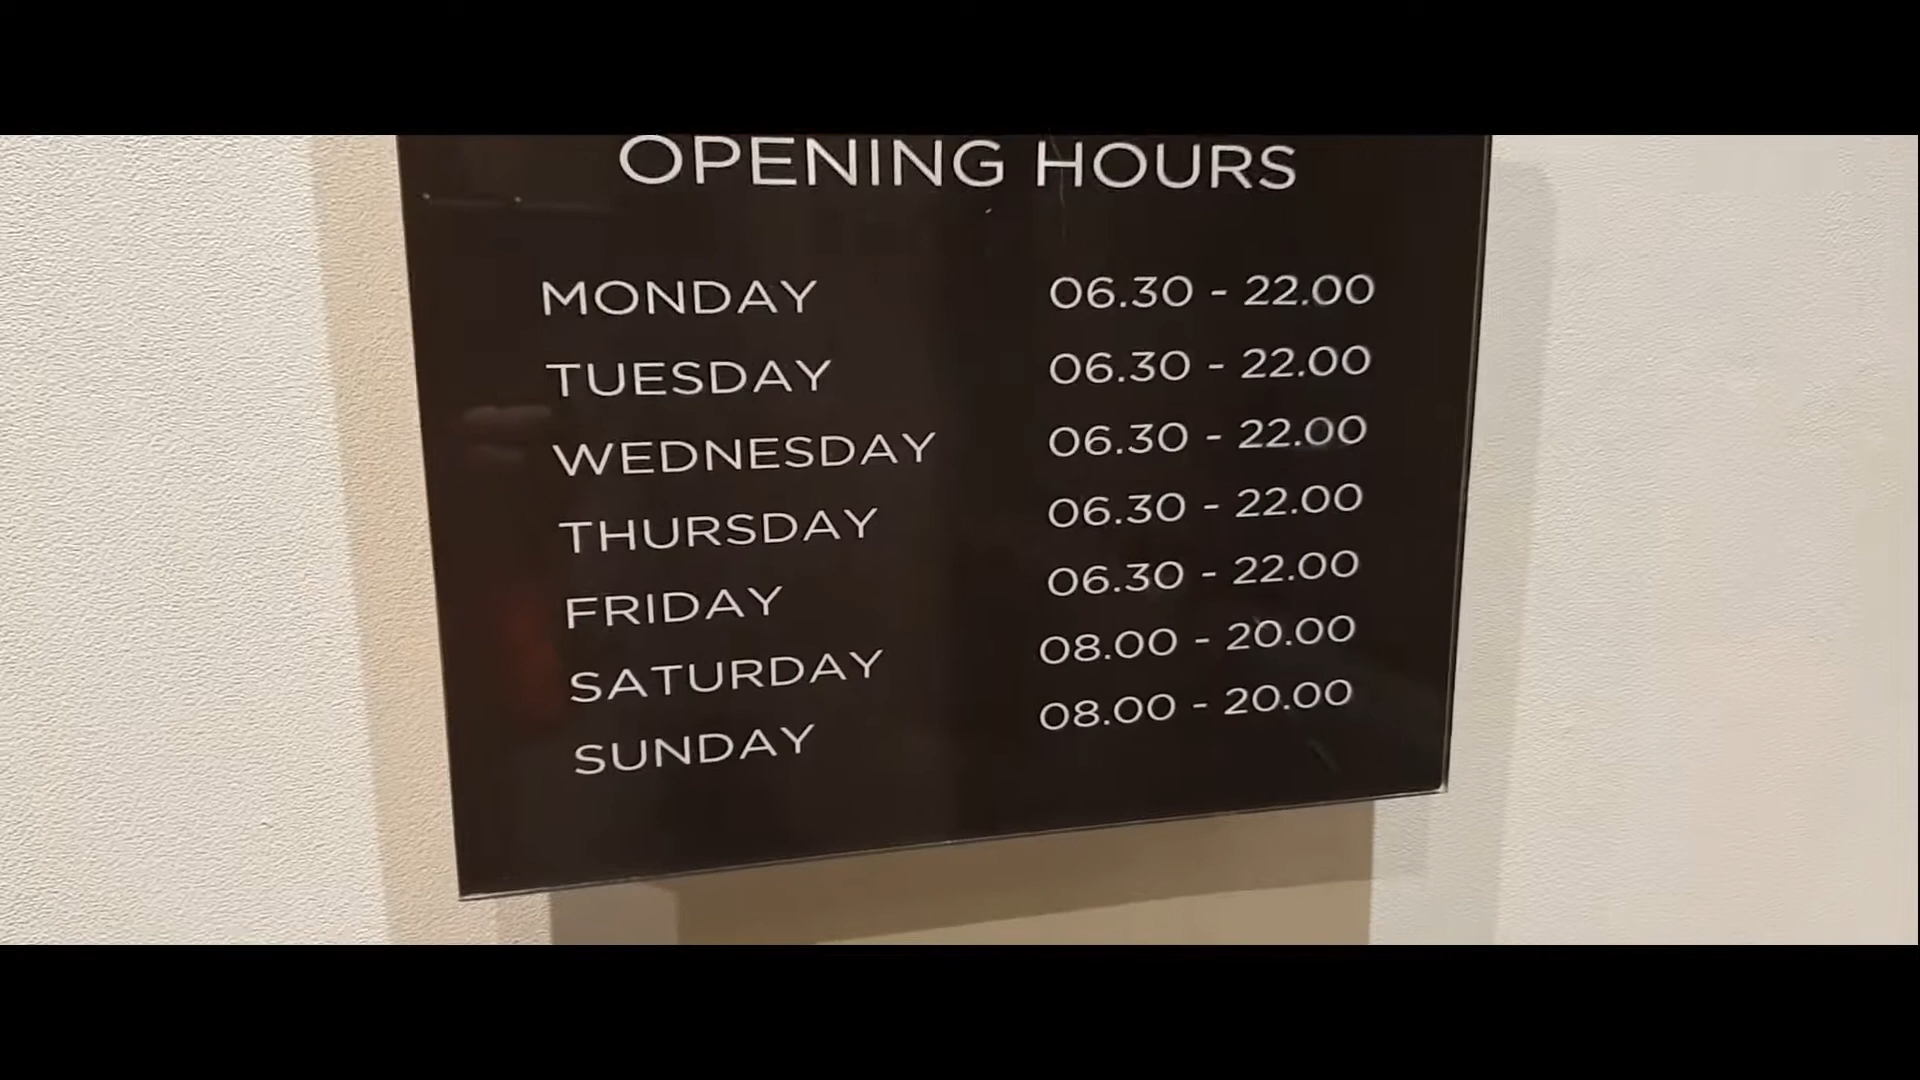 OPENING HOURS
MONDAY 06.30 - 22.00
TUESDAY 06.30 - 22.00
WEDNESDAY 06.30 - 22.00
THURSDAY 06.30 - 22.00
FRIDAY 06.30 - 22.00
SATURDAY 08.00 - 20.00
SUNDAY 08.00 - 20.00